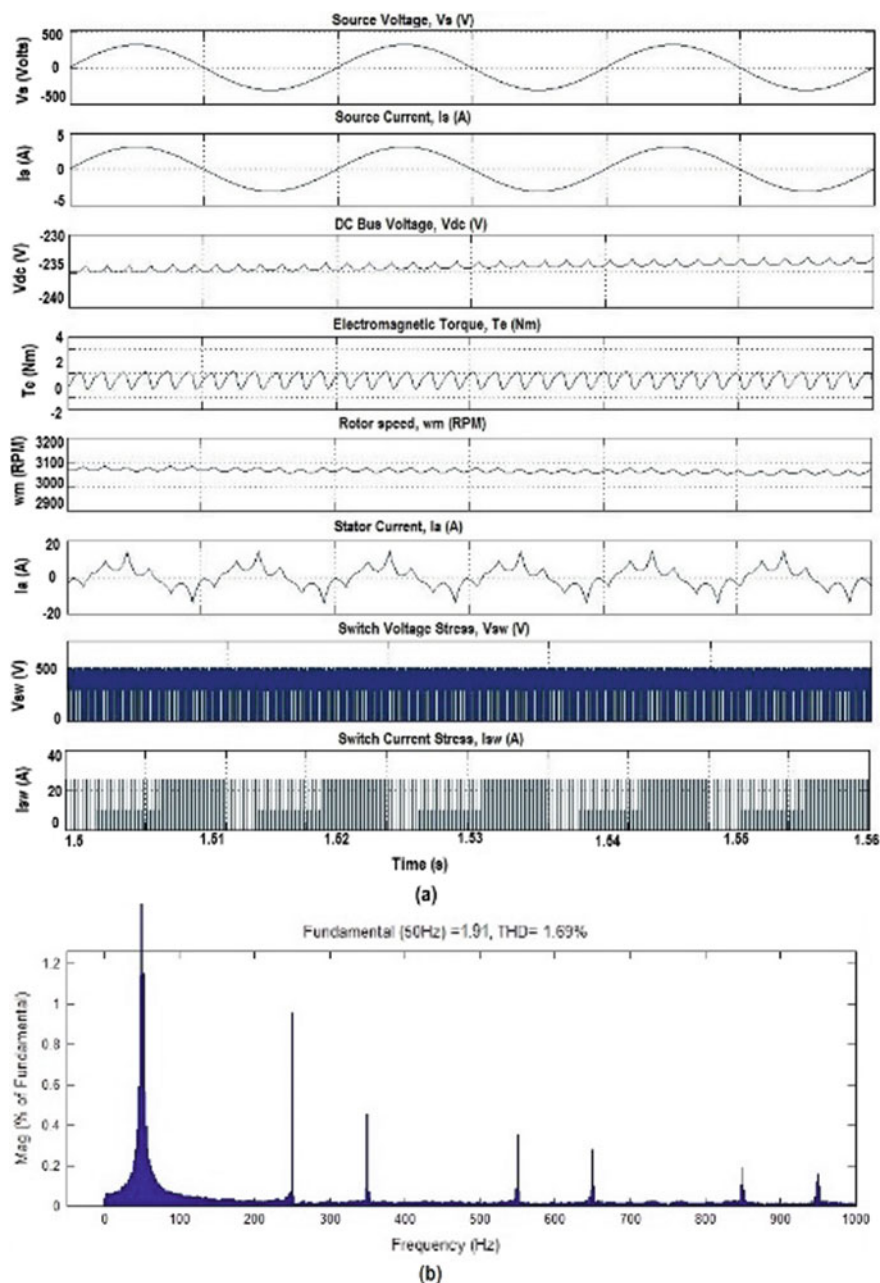 Source Voltage, Vs (V)
Vs (Volts)
500
0
-500
Source Current, Is (A)
Is (A)
5
0
-5
DC Bus Voltage, Vdc (V)
Vdc (V)
-230
-235
-240
Electromagnetic Torque, Te (Nm)
Te (Nm)
4
2
0
-2
Rotor speed, wm (RPM)
wm (RPM)
3200
3100
3000
2900
Stator Current, Ia (A)
Ia (A)
20
0
-20
Switch Voltage Stress, Vsw (V)
Vsw (V)
500
0
Switch Current Stress, Isw (A)
Isw (A)
40
20
0
1.5 1.51 1.52 1.53 1.54 1.55 1.56
Time (s)
(a)
Fundamental (50Hz) =1.91, THD= 1.69%
Mag (% of Fundamental)
1.2
1
0.8
0.6
0.4
0.2
0
0 100 200 300 400 500 600 700 800 900 1000
Frequency (Hz)
(b)